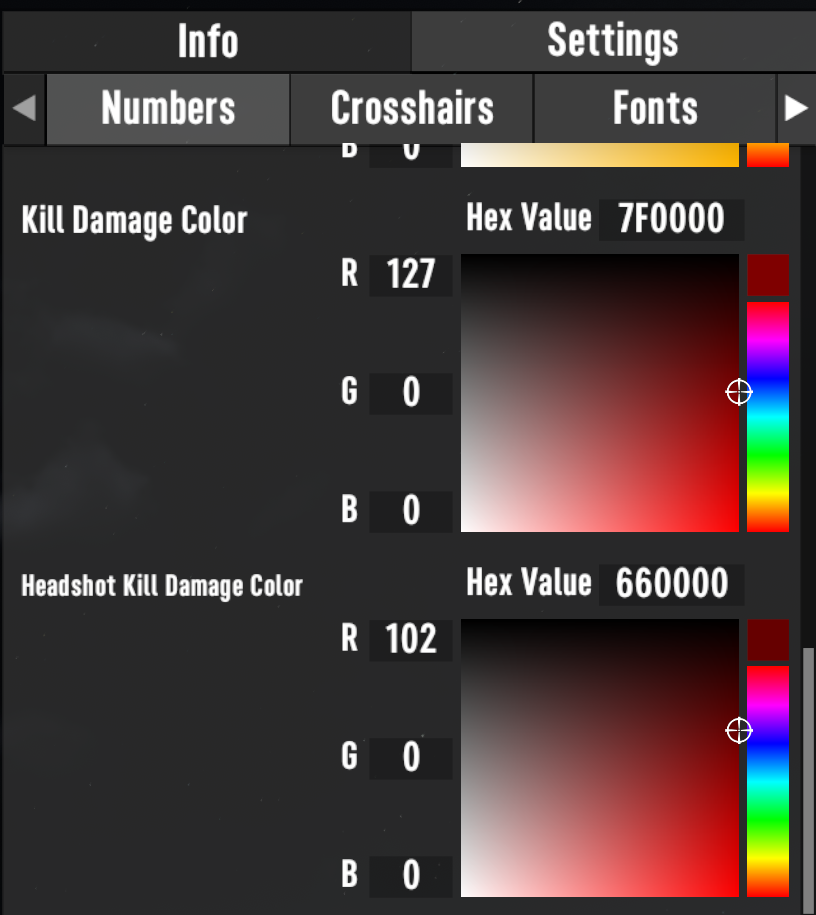 Info Settings
Numbers Crosshairs Fonts
B 0
Kill Damage Color Hex Value 7F0000
R 127
G 0
B 0
Headshot Kill Damage Color Hex Value 660000
R 102
G 0
B 0